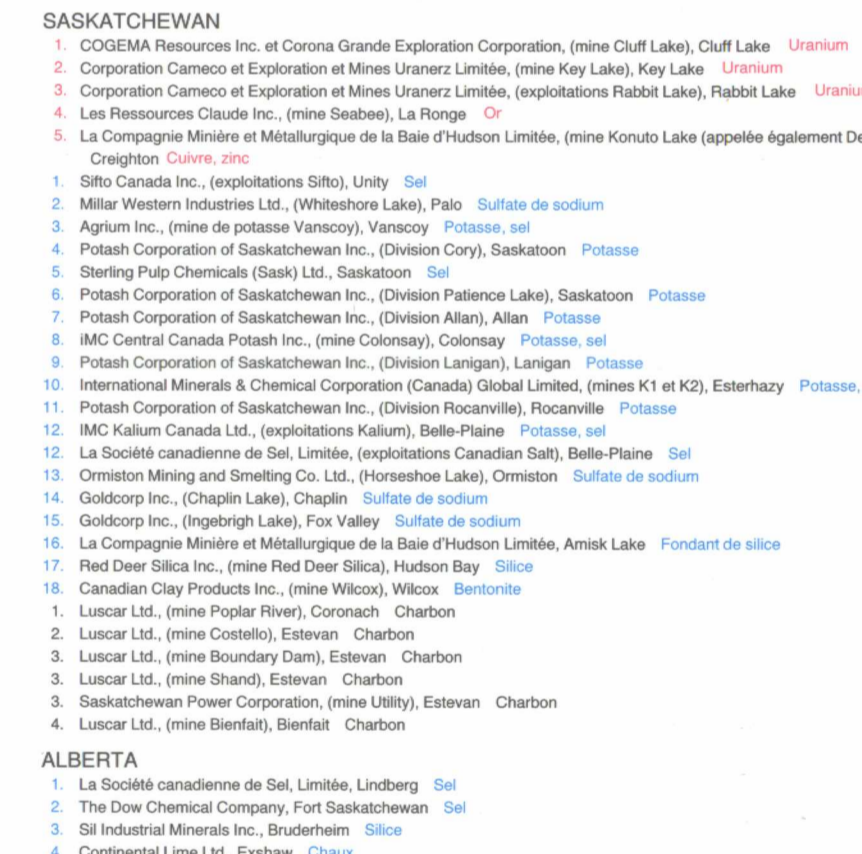 SASKATCHEWAN
1. COGEMA Resources Inc. et Corona Grande Exploration Corporation, (mine Cluff Lake), Cluff Lake Uranium
2. Corporation Cameco et Exploration et Mines Uranerz Limitée, (mine Key Lake), Key Lake Uranium
3. Corporation Cameco et Exploration et Mines Uranerz Limitée, (exploitations Rabbit Lake), Rabbit Lake
4. Les Ressources Claude Inc., (mine Seabee), La Ronge Or
5. La Compagnie Minière et Métallurgique de la Baie d'Hudson Limitée, (mine Konuto Lake (appelée également
Creighton Cuivre, zinc
1. Sifto Canada Inc., (exploitations Sifto), Unity Sel
2. Millar Western Industries Ltd., (Whiteshore Lake), Palo Sulfate de sodium
3. Agrium Inc., (mine de potasse Vanscoy), Vanscoy Potasse, sel
4. Potash Corporation of Saskatchewan Inc., (Division Cory), Saskatoon Potasse
5. Sterling Pulp Chemicals (Sask) Ltd., Saskatoon Sel
6. Potash Corporation of Saskatchewan Inc., (Division Patience Lake), Saskatoon Potasse
7. Potash Corporation of Saskatchewan Inc., (Division Allan), Allan Potasse
8. iMC Central Canada Potash Inc., (mine Colonsay), Colonsay Potasse, sel
9. Potash Corporation of Saskatchewan Inc., (Division Lanigan), Lanigan Potasse
10. International Minerals & Chemical Corporation (Canada) Global Limited, (mines K1 et K2), Esterhazy Potasse,
11. Potash Corporation of Saskatchewan Inc., (Division Rocanville), Rocanville Potasse
12. IMC Kalium Canada Ltd., (exploitations Kalium), Belle-Plaine Potasse, sel
12. La Société canadienne de Sel, Limitée, (exploitations Canadian Salt), Belle-Plaine Sel
13. Ormiston Mining and Smelting Co. Ltd., (Horseshoe Lake), Ormiston Sulfate de sodium
14. Goldcorp Inc., (Chaplin Lake), Chaplin Sulfate de sodium
15. Goldcorp Inc., (Ingebrigh Lake), Fox Valley Sulfate de sodium
16. La Compagnie Minière et Métallurgique de la Baie d'Hudson Limitée, Amisk Lake Fondant de silice
17. Red Deer Silica Inc., (mine Red Deer Silica), Hudson Bay Silice
18. Canadian Clay Products Inc., (mine Wilcox), Wilcox Bentonite
1. Luscar Ltd., (mine Poplar River), Coronach Charbon
2. Luscar Ltd., (mine Costello), Estevan Charbon
3. Luscar Ltd., (mine Boundary Dam), Estevan Charbon
3. Luscar Ltd., (mine Shand), Estevan Charbon
3. Saskatchewan Power Corporation, (mine Utility), Estevan Charbon
4. Luscar Ltd., (mine Bienfait), Bienfait Charbon
ALBERTA
1. La Société canadienne de Sel, Limitée, Lindberg Sel
2. The Dow Chemical Company, Fort Saskatchewan Sel
3. Sil Industrial Minerals Inc., Bruderheim Silice
4. Continental Lime Ltd., Exshaw Chaux